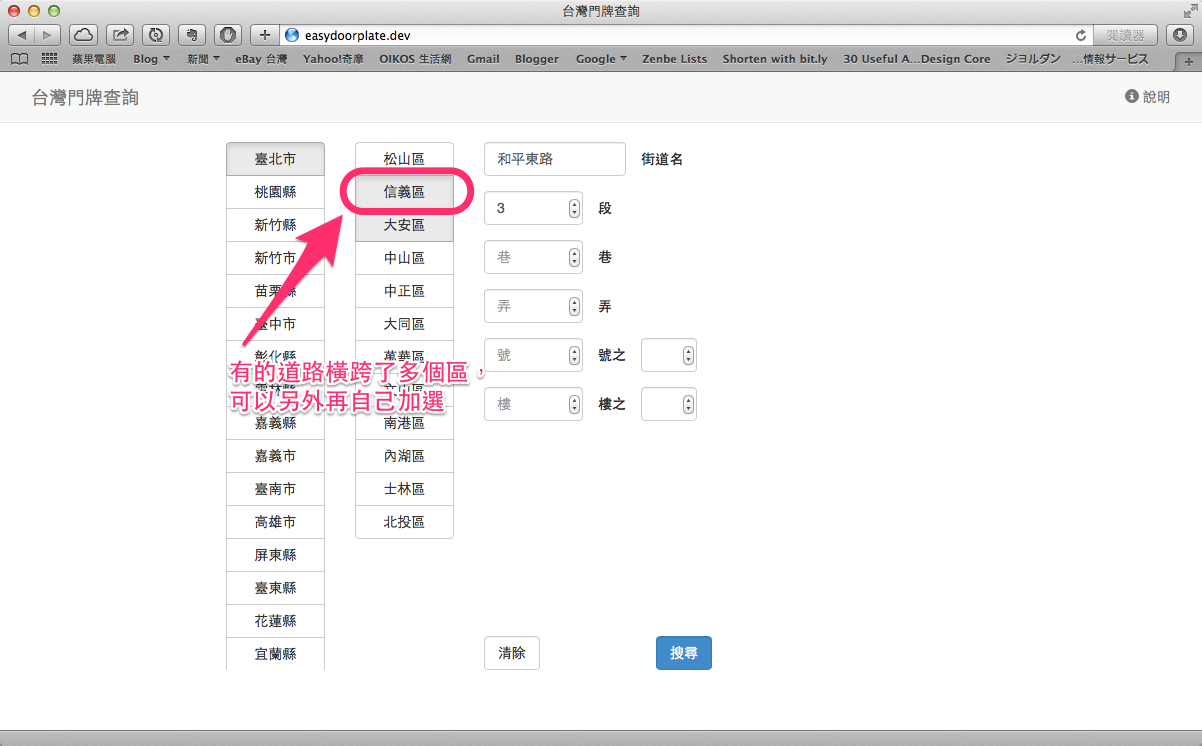 台灣門牌查詢
easydoorplate.dev
閱讀器
蘋果電腦 Blog 新聞 eBay 台灣 Yahoo!奇摩 OIKOS 生活網 Gmail Blogger Google Zenbe Lists Shorten with bit.ly 30 Useful A...Design Core ジョルダン ...情報サービス
台灣門牌查詢
說明
臺北市
桃園縣
新竹縣
新竹市
苗栗縣
臺中市
彰化縣
雲林縣
嘉義縣
嘉義市
臺南市
高雄市
屏東縣
臺東縣
花蓮縣
宜蘭縣
松山區
信義區
大安區
中山區
中正區
大同區
萬華區
文山區
南港區
內湖區
士林區
北投區
和平東路 街道名
3 段
巷 巷
弄 弄
號 號之
樓 樓之
有的道路橫跨了多個區，
可以另外再自己加選
清除
搜尋